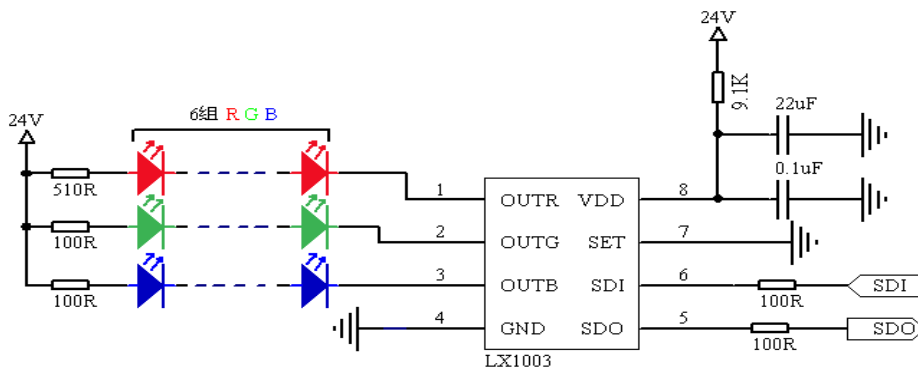 24V
9.1K
22uF
0.1uF
6组 R G B
24V
510R
100R
100R
1
2
3
4
OUTR VDD
OUTG SET
OUTB SDI
GND SDO
8
7
6
5
100R
SDI
100R
SDO
LX1003